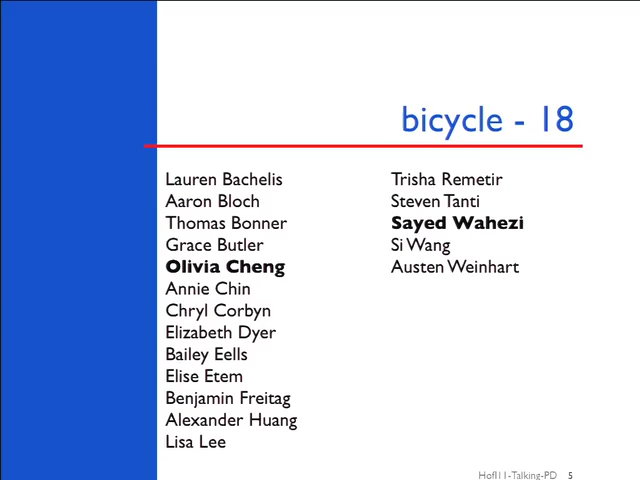 bicycle - 18
Lauren Bachelis
Aaron Bloch
Thomas Bonner
Grace Butler
Olivia Cheng
Annie Chin
Chryl Corbyn
Elizabeth Dyer
Bailey Eells
Elise Etem
Benjamin Freitag
Alexander Huang
Lisa Lee
Trisha Remetir
Steven Tanti
Sayed Wahezi
Si Wang
Austen Weinhart
Hofl11-Talking-PD 5